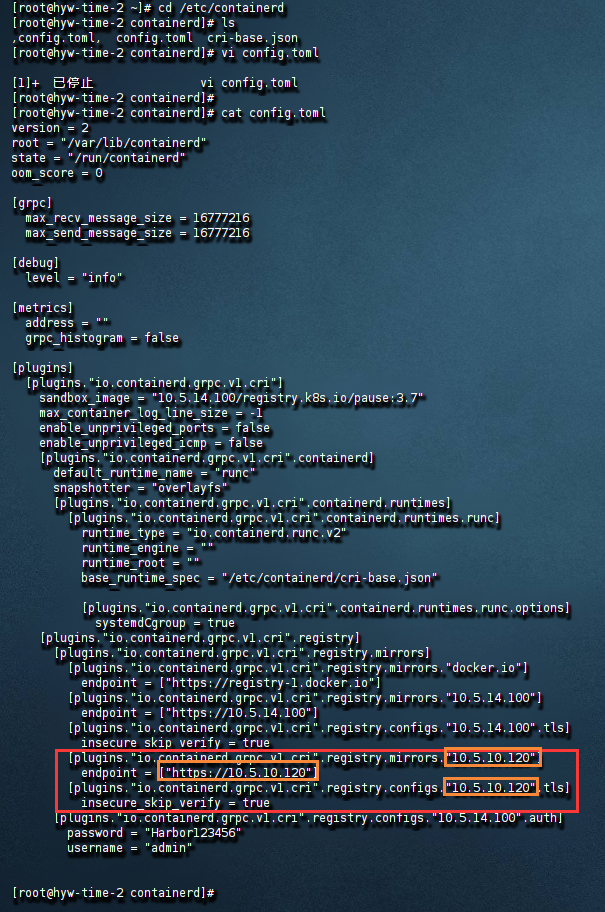 [root@hyw-time-2 ~]# cd /etc/containerd
[root@hyw-time-2 containerd]# ls
,config.toml,  config.toml  cri-base.json
[root@hyw-time-2 containerd]# vi config.toml

[1]+  已停止               vi config.toml
[root@hyw-time-2 containerd]#
[root@hyw-time-2 containerd]# cat config.toml
version = 2
root = "/var/lib/containerd"
state = "/run/containerd"
oom_score = 0

[grpc]
  max_recv_message_size = 16777216
  max_send_message_size = 16777216

[debug]
  level = "info"

[metrics]
  address = ""
  grpc_histogram = false

[plugins]
  [plugins."io.containerd.grpc.v1.cri"]
    sandbox_image = "10.5.14.100/registry.k8s.io/pause:3.7"
    max_container_log_line_size = -1
    enable_unprivileged_ports = false
    enable_unprivileged_icmp = false
    [plugins."io.containerd.grpc.v1.cri".containerd]
      default_runtime_name = "runc"
      snapshotter = "overlayfs"
      [plugins."io.containerd.grpc.v1.cri".containerd.runtimes]
        [plugins."io.containerd.grpc.v1.cri".containerd.runtimes.runc]
          runtime_type = "io.containerd.runc.v2"
          runtime_engine = ""
          runtime_root = ""
          base_runtime_spec = "/etc/containerd/cri-base.json"

          [plugins."io.containerd.grpc.v1.cri".containerd.runtimes.runc.options]
            systemdCgroup = true
    [plugins."io.containerd.grpc.v1.cri".registry]
      [plugins."io.containerd.grpc.v1.cri".registry.mirrors]
        [plugins."io.containerd.grpc.v1.cri".registry.mirrors."docker.io"]
          endpoint = ["https://registry-1.docker.io"]
        [plugins."io.containerd.grpc.v1.cri".registry.mirrors."10.5.14.100"]
          endpoint = ["https://10.5.14.100"]
        [plugins."io.containerd.grpc.v1.cri".registry.configs."10.5.14.100".tls]
          insecure_skip_verify = true
        [plugins."io.containerd.grpc.v1.cri".registry.mirrors."10.5.10.120"]
          endpoint = ["https://10.5.10.120"]
        [plugins."io.containerd.grpc.v1.cri".registry.configs."10.5.10.120".tls]
          insecure_skip_verify = true
      [plugins."io.containerd.grpc.v1.cri".registry.configs."10.5.14.100".auth]
        password = "Harbor123456"
        username = "admin"

[root@hyw-time-2 containerd]#